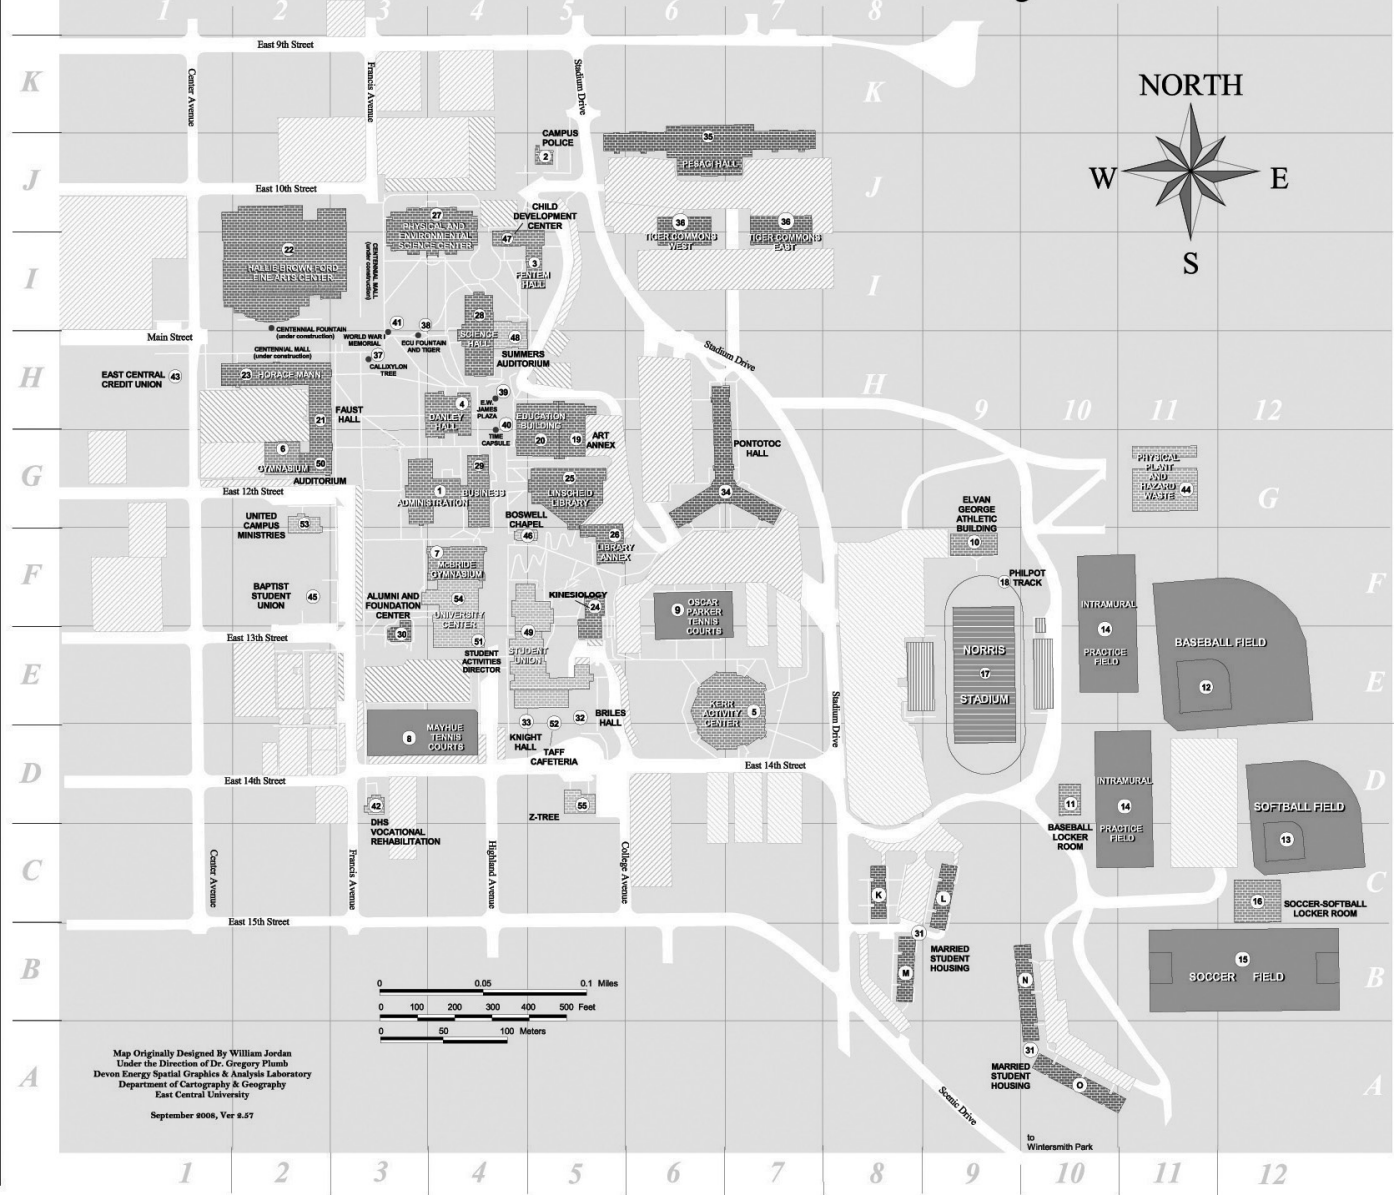 1 2 3 4 5 6 7 8
East 9th Street
K
Center Avenue
Francis Avenue
Stadium Drive
K
NORTH
W E
S
CAMPUS
POLICE
2
35
PESAGI HALL
J
J
East 10th Street
CHILD
DEVELOPMENT
CENTER
27
PHYSICAL AND
ENVIRONMENTAL
SCIENCE CENTER
47
36
TIGER COMMONS
WEST
36
TIGER COMMONS
EAST
22
HALLIE BROWN FORD
FINE ARTS CENTER
CENTENNIAL MALL
(under construction)
3
FENTEM
HALL
I
I
28
SCIENCE
HALL
48
SUMMERS
AUDITORIUM
41
WORLD WAR I
MEMORIAL
38
ECU FOUNTAIN
AND TIGER
CENTENNIAL FOUNTAIN
(under construction)
Main Street
CENTENNIAL MALL
(under construction)
37
CALLIXYLON
TREE
Stadium Drive
EAST CENTRAL
CREDIT UNION
43
23
HORACE MANN
H
H
39
E.W.
JAMES
PLAZA
4
DANLEY
HALL
40
TIME
CAPSULE
EDUCATION
BUILDING
20
19
ART
ANNEX
FAUST
HALL
21
9 10 11 12
PONTOTOC
HALL
34
6
GYMNASIUM
50
AUDITORIUM
G
G
29
BUSINESS
1
ADMINISTRATION
25
LINSCHEID
LIBRARY
PHYSICAL
PLANT
AND
HAZARD
WASTE
44
East 12th Street
UNITED
CAMPUS
MINISTRIES
53
BOSWELL
CHAPEL
46
26
LIBRARY
ANNEX
ELVAN
GEORGE
ATHLETIC
BUILDING
10
7
McBRIDE
GYMNASIUM
F
F
BAPTIST
STUDENT
UNION
45
ALUMNI AND
FOUNDATION
CENTER
30
54
UNIVERSITY
CENTER
KINESIOLOGY
24
9
OSCAR
PARKER
TENNIS
COURTS
18
PHILPOT
TRACK
INTRAMURAL
14
PRACTICE
FIELD
East 13th Street
51
STUDENT
ACTIVITIES
DIRECTOR
49
STUDENT
UNION
NORRIS
17
STADIUM
BASEBALL FIELD
12
E
E
KERR
ACTIVITY
CENTER
5
Stadium Drive
8
MAYHUE
TENNIS
COURTS
33
KNIGHT
HALL
52
TAFF
CAFETERIA
32
BRILES
HALL
D
D
East 14th Street
East 14th Street
42
DHS
VOCATIONAL
REHABILITATION
Z-TREE
55
11
BASEBALL
LOCKER
ROOM
INTRAMURAL
14
PRACTICE
FIELD
SOFTBALL FIELD
13
C
C
Center Avenue
Francis Avenue
Highland Avenue
College Avenue
K
L
16
SOCCER-SOFTBALL
LOCKER ROOM
East 15th Street
31
MARRIED
STUDENT
HOUSING
M
N
15
SOCCER FIELD
B
B
0 0.05 0.1 Miles
0 100 200 300 400 500 Feet
0 50 100 Meters
31
MARRIED
STUDENT
HOUSING
O
A
A
Map Originally Designed By William Jordan
Under the Direction of Dr. Gregory Plumb
Devon Energy Spatial Graphics & Analysis Laboratory
Department of Cartography & Geography
East Central University
September 2008, Ver 2.57
Scenic Drive
to
Wintersmith Park
1 2 3 4 5 6 7 8 9 10 11 12